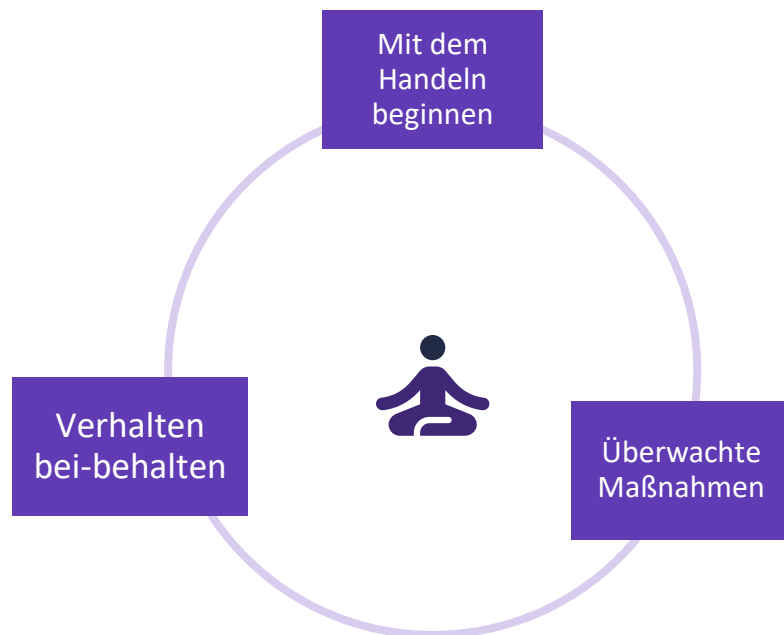 Mit dem
Handeln
beginnen
Verhalten
bei-behalten
Überwachte
Maßnahmen